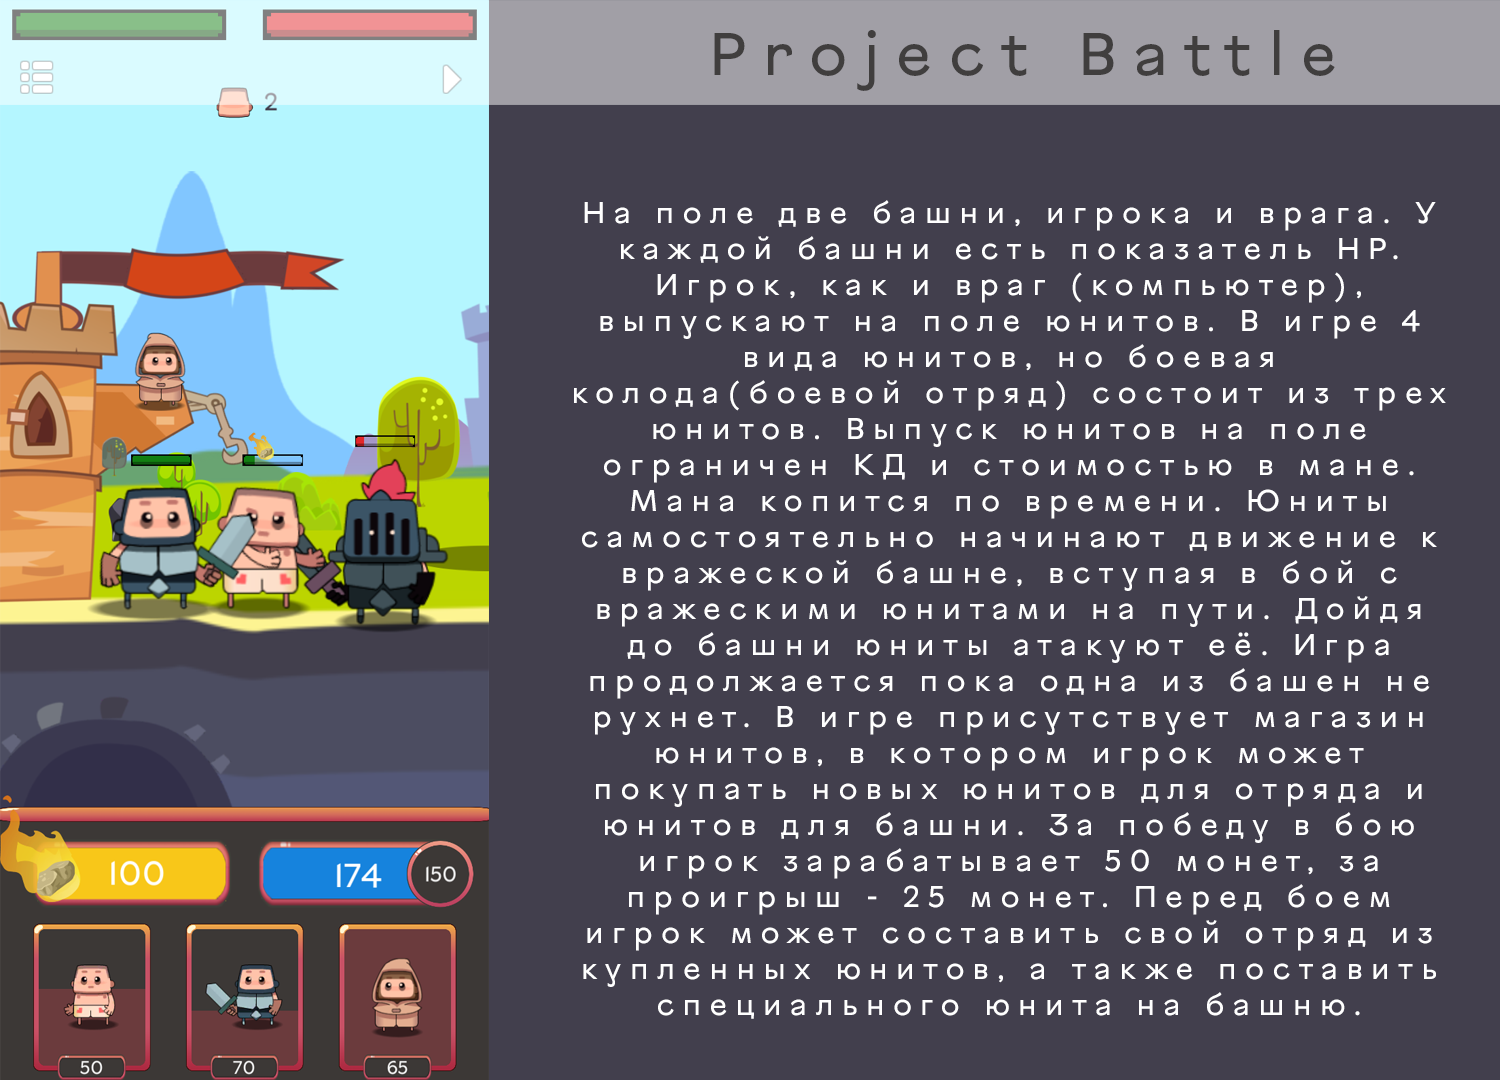 Project Battle
2
На поле две башни, игрока и врага. У
каждой башни есть показатель HP.
Игрок, как и враг (компьютер),
выпускают на поле юнитов. В игре 4
вида юнитов, но боевая
колода(боевой отряд) состоит из трех
юнитов. Выпуск юнитов на поле
ограничен КД и стоимостью в мане.
Мана копится по времени. Юниты
самостоятельно начинают движение к
вражеской башне, вступая в бой с
вражескими юнитами на пути. Дойдя
до башни юниты атакуют её. Игра
продолжается пока одна из башен не
рухнет. В игре присутствует магазин
юнитов, в котором игрок может
покупать новых юнитов для отряда и
юнитов для башни. За победу в бою
игрок зарабатывает 50 монет, за
проигрыш - 25 монет. Перед боем
игрок может составить свой отряд из
купленных юнитов, а также поставить
специального юнита на башню.
100
174
150
50
70
65